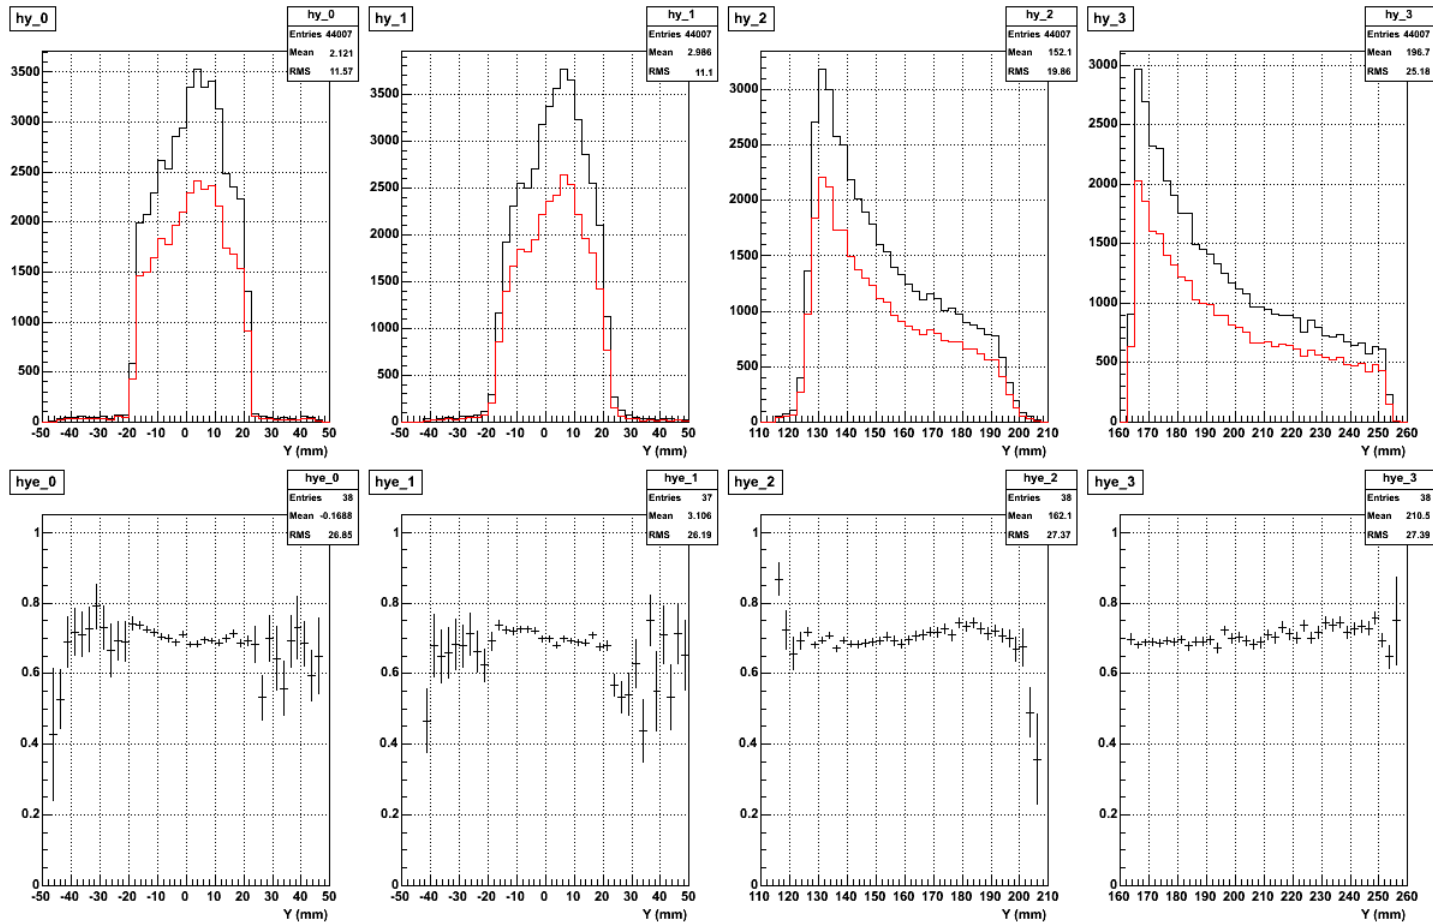 hy_0
hy_0
Entries 44007
Mean 2.121
RMS 11.57
3500
3000
2500
2000
1500
1000
500
0
-50 -40 -30 -20 -10 0 10 20 30 40 50
Y (mm)
hy_1
hy_1
Entries 44007
Mean 2.986
RMS 11.1
3500
3000
2500
2000
1500
1000
500
0
-50 -40 -30 -20 -10 0 10 20 30 40 50
Y (mm)
hy_2
hy_2
Entries 44007
Mean 152.1
RMS 19.86
3000
2500
2000
1500
1000
500
0
110 120 130 140 150 160 170 180 190 200 210
Y (mm)
hy_3
hy_3
Entries 44007
Mean 196.7
RMS 25.18
3000
2500
2000
1500
1000
500
0
160 170 180 190 200 210 220 230 240 250 260
Y (mm)
hye_0
hye_0
Entries 38
Mean -0.1688
RMS 26.85
1
0.8
0.6
0.4
0.2
0
-50 -40 -30 -20 -10 0 10 20 30 40 50
Y (mm)
hye_1
hye_1
Entries 37
Mean 3.106
RMS 26.19
1
0.8
0.6
0.4
0.2
0
-50 -40 -30 -20 -10 0 10 20 30 40 50
Y (mm)
hye_2
hye_2
Entries 38
Mean 162.1
RMS 27.37
1
0.8
0.6
0.4
0.2
0
110 120 130 140 150 160 170 180 190 200 210
Y (mm)
hye_3
hye_3
Entries 38
Mean 210.5
RMS 27.39
1
0.8
0.6
0.4
0.2
0
160 170 180 190 200 210 220 230 240 250 260
Y (mm)